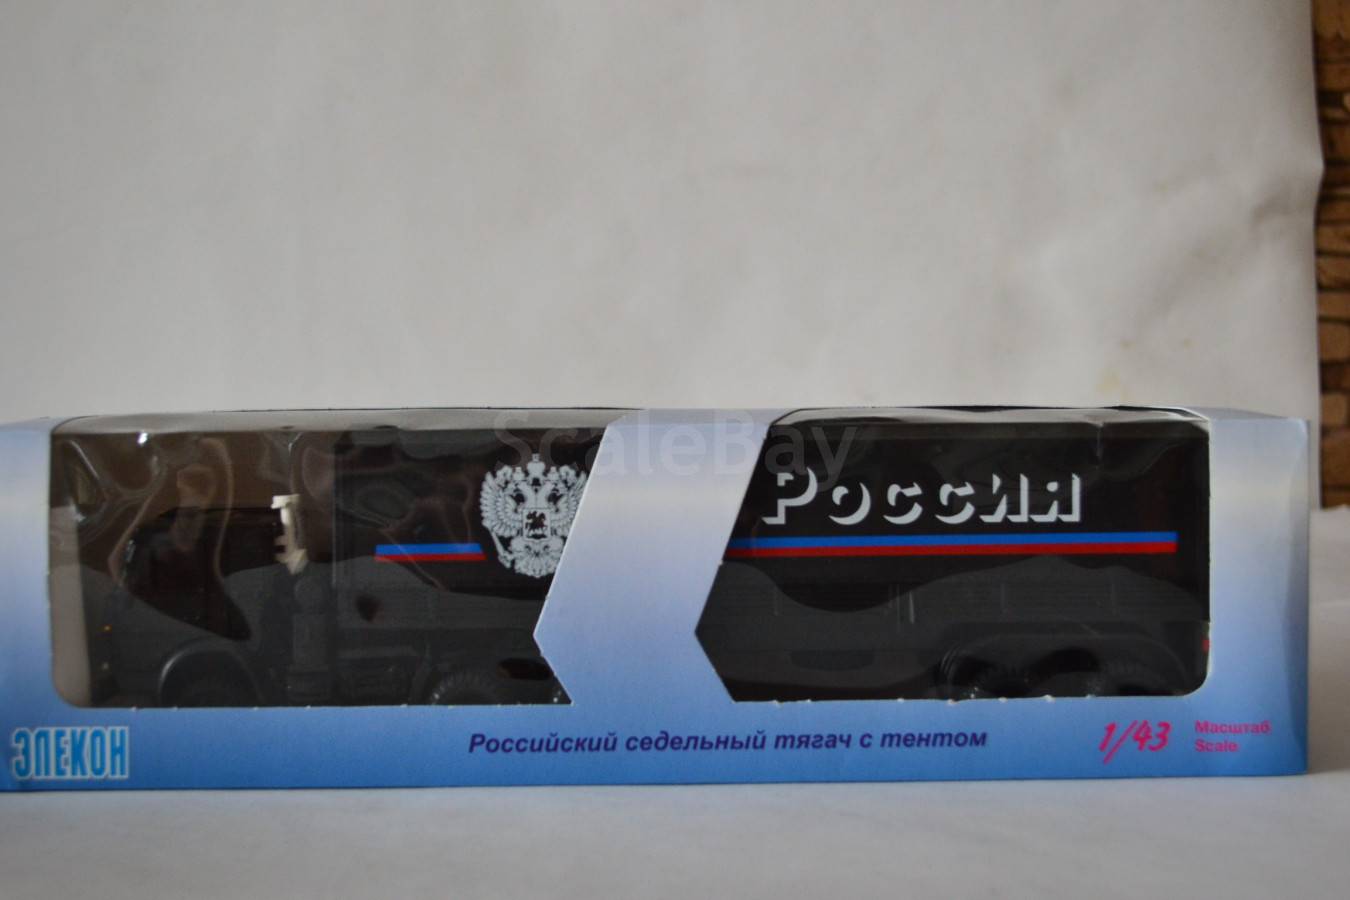 ScaleBay
Россия
ЭЛЕКОН
Российский седельный тягач с тентом
1/43
Масштаб
Scale